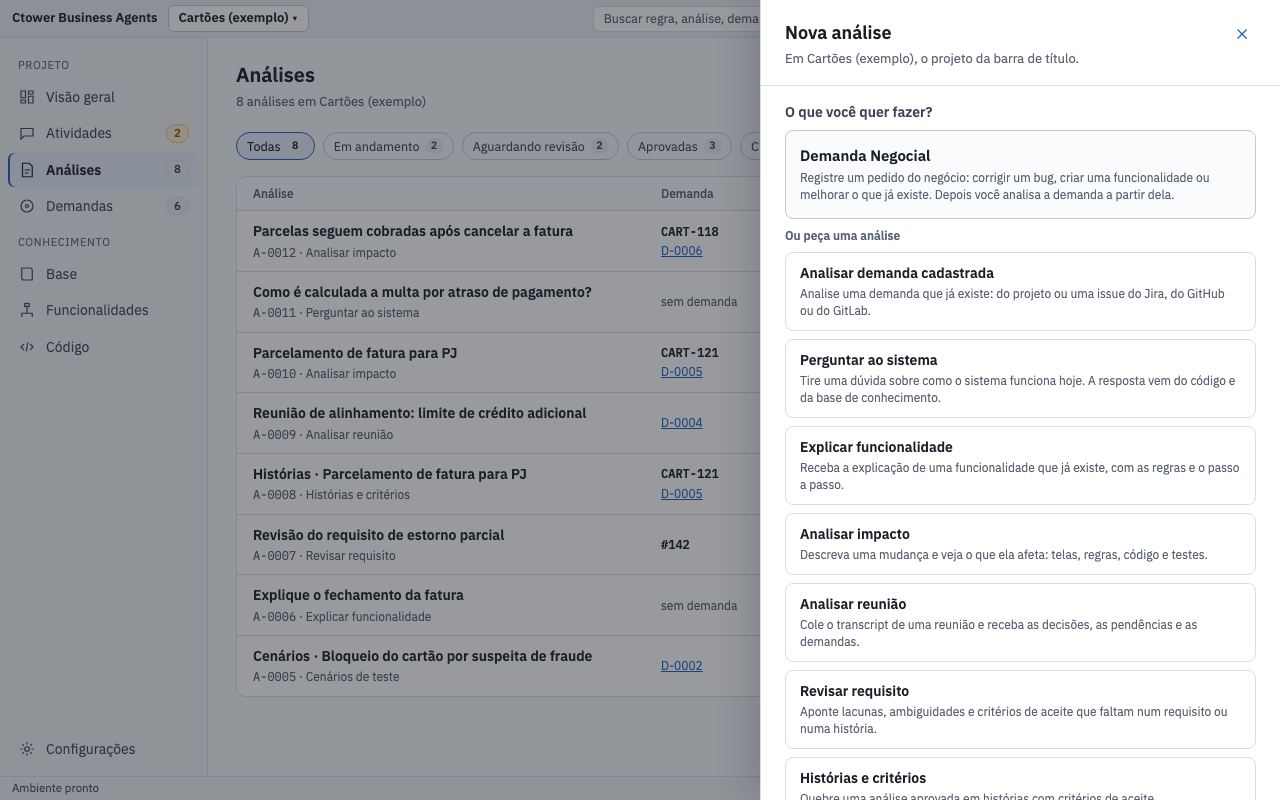 Ctower Business Agents
Cartões (exemplo) ▾
Buscar regra, análise, dema
PROJETO
Visão geral
Atividades 2
Análises 8
Demandas 6
CONHECIMENTO
Base
Funcionalidades
Código
Configurações
Ambiente pronto
Análises
8 análises em Cartões (exemplo)
Todas 8
Em andamento 2
Aguardando revisão 2
Aprovadas 3
C
Análise
Demanda
Parcelas seguem cobradas após cancelar a fatura
A-0012 · Analisar impacto
CART-118
D-0006
Como é calculada a multa por atraso de pagamento?
A-0011 · Perguntar ao sistema
sem demanda
Parcelamento de fatura para PJ
A-0010 · Analisar impacto
CART-121
D-0005
Reunião de alinhamento: limite de crédito adicional
A-0009 · Analisar reunião
D-0004
Histórias · Parcelamento de fatura para PJ
A-0008 · Histórias e critérios
CART-121
D-0005
Revisão do requisito de estorno parcial
A-0007 · Revisar requisito
#142
Explique o fechamento da fatura
A-0006 · Explicar funcionalidade
sem demanda
Cenários · Bloqueio do cartão por suspeita de fraude
A-0005 · Cenários de teste
D-0002
Nova análise
Em Cartões (exemplo), o projeto da barra de título.
O que você quer fazer?
Demanda Negocial
Registre um pedido do negócio: corrigir um bug, criar uma funcionalidade ou
melhorar o que já existe. Depois você analisa a demanda a partir dela.
Ou peça uma análise
Analisar demanda cadastrada
Analise uma demanda que já existe: do projeto ou uma issue do Jira, do GitHub
ou do GitLab.
Perguntar ao sistema
Tire uma dúvida sobre como o sistema funciona hoje. A resposta vem do código e
da base de conhecimento.
Explicar funcionalidade
Receba a explicação de uma funcionalidade que já existe, com as regras e o passo
a passo.
Analisar impacto
Descreva uma mudança e veja o que ela afeta: telas, regras, código e testes.
Analisar reunião
Cole o transcript de uma reunião e receba as decisões, as pendências e as
demandas.
Revisar requisito
Aponte lacunas, ambiguidades e critérios de aceite que faltam num requisito ou
numa história.
Histórias e critérios
Quebre uma análise aprovada em histórias com critérios de aceite.